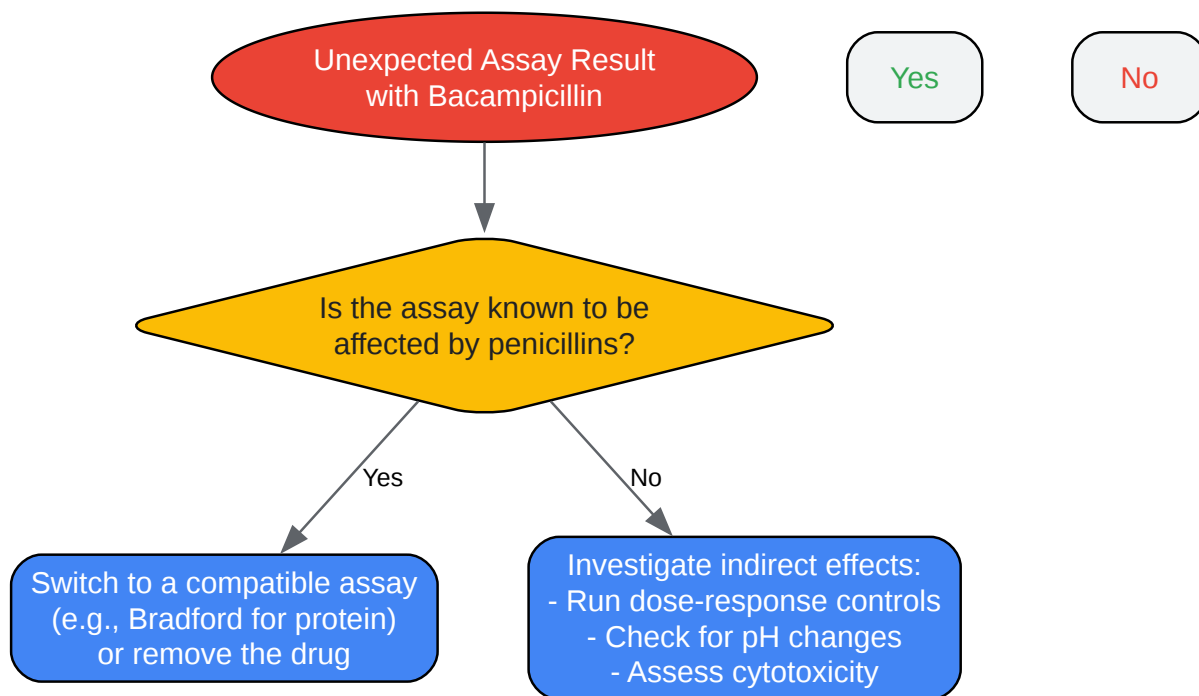 Unexpected Assay Result
with Bacampicillin
Yes
No
Is the assay known to be
affected by penicillins?
Yes
No
Switch to a compatible assay
(e.g., Bradford for protein)
or remove the drug
Investigate indirect effects:
- Run dose-response controls
- Check for pH changes
- Assess cytotoxicity